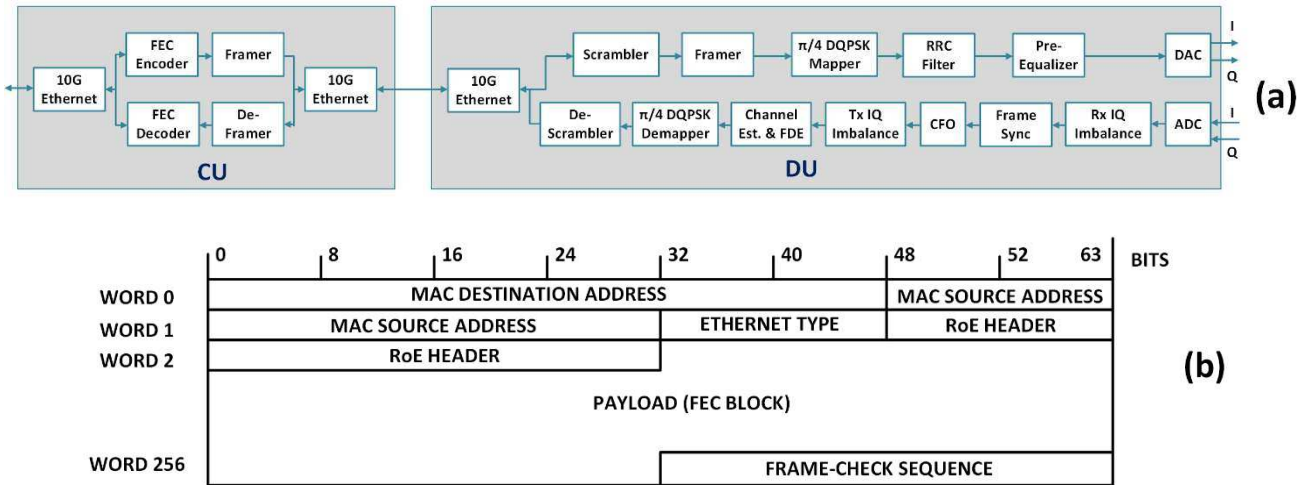 FEC
Encoder
Framer
10G
Ethernet
FEC
Decoder
De-
Framer
10G
Ethernet
CU
10G
Ethernet
Scrambler
Framer
π/4 DQPSK
Mapper
RRC
Filter
Pre-
Equalizer
DAC
I
Q
De-
Scrambler
π/4 DQPSK
Demapper
Channel
Est. & FDE
Tx IQ
Imbalance
CFO
Frame
Sync
Rx IQ
Imbalance
ADC
I
Q
DU
(a)
0 8 16 24 32 40 48 52 63 BITS
WORD 0 MAC DESTINATION ADDRESS MAC SOURCE ADDRESS
WORD 1 MAC SOURCE ADDRESS ETHERNET TYPE RoE HEADER
WORD 2 RoE HEADER
(b)
PAYLOAD (FEC BLOCK)
WORD 256 FRAME-CHECK SEQUENCE